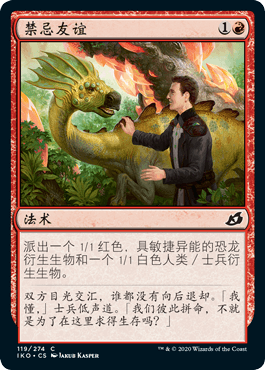 禁忌友谊 1
法术
派出一个 1/1 红色，具敏捷异能的恐龙
衍生生物和一个 1/1 白色人类 / 士兵衍
生生物。
双方目光交汇，谁都没有向后退却。「我
懂，」士兵低声道。「我们彼此拼命，不就
是为了在这里求得生存吗？」
119/274 C
IKO • CS Jakub Kasper
™ & © 2020 Wizards of the Coast